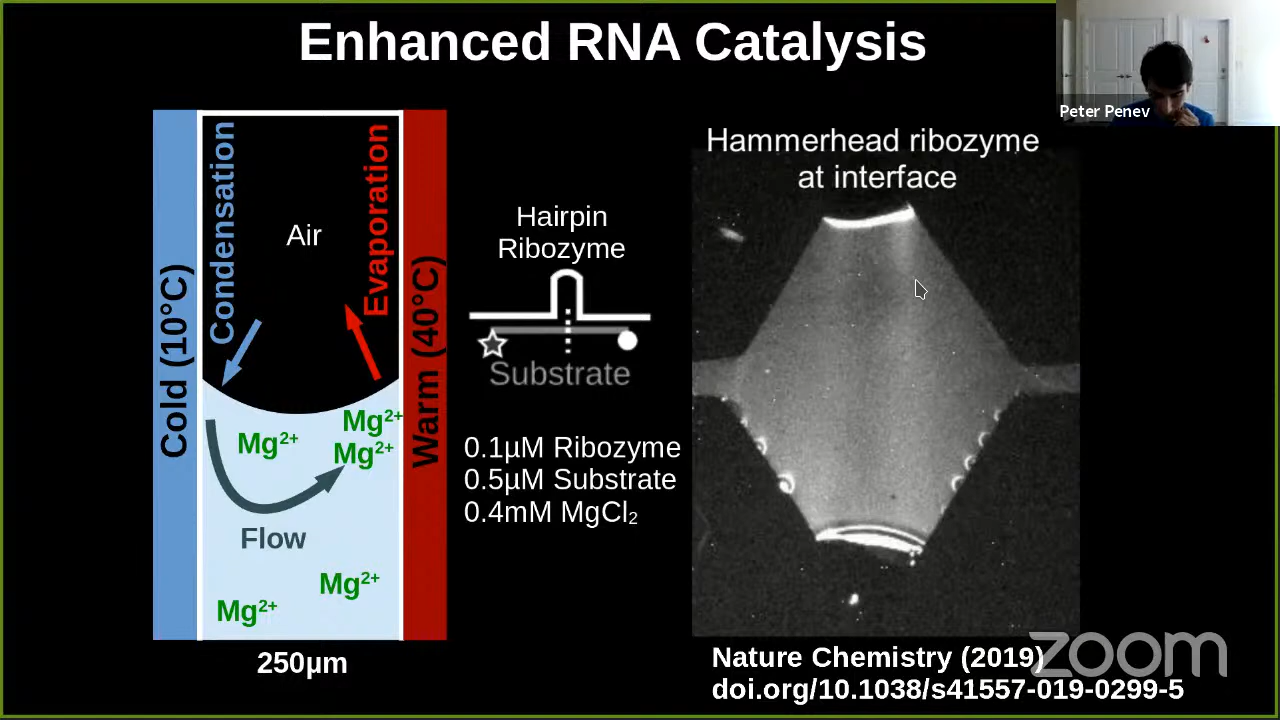 Enhanced RNA Catalysis
Peter Penev
Condensation
Air
Evaporation
Cold (10°C)
Warm (40°C)
Mg²⁺
Mg²⁺
Mg²⁺
Flow
Mg²⁺
Mg²⁺
250µm
Hairpin
Ribozyme
Substrate
0.1µM Ribozyme
0.5µM Substrate
0.4mM MgCl₂
Hammerhead ribozyme
at interface
Nature Chemistry (2019)
doi.org/10.1038/s41557-019-0299-5
zoom